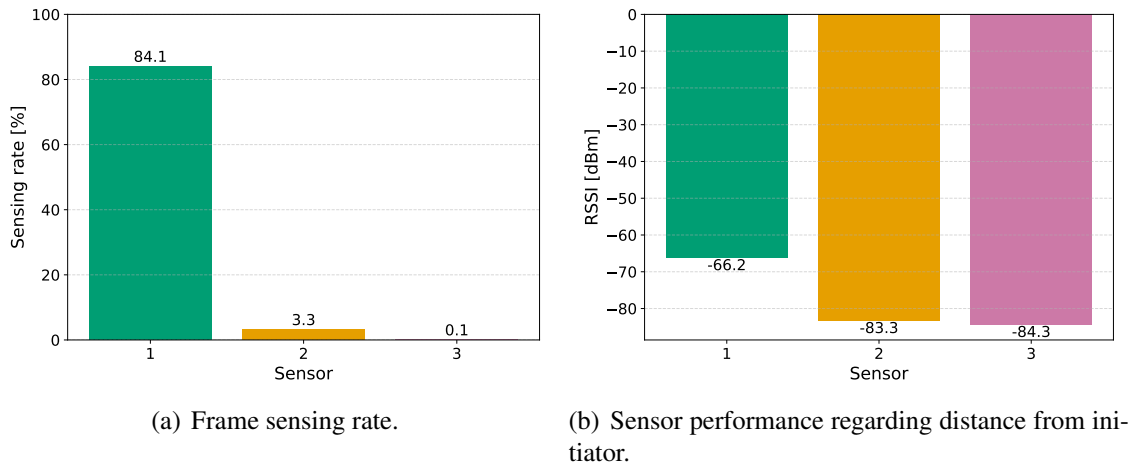 100
80
60
40
20
0
Sensing rate [%]
84.1
3.3
0.1
1 2 3
Sensor
(a) Frame sensing rate.
0
−10
−20
−30
−40
−50
−60
−70
−80
RSSI [dBm]
-66.2
-83.3
-84.3
1 2 3
Sensor
(b) Sensor performance regarding distance from ini-
tiator.